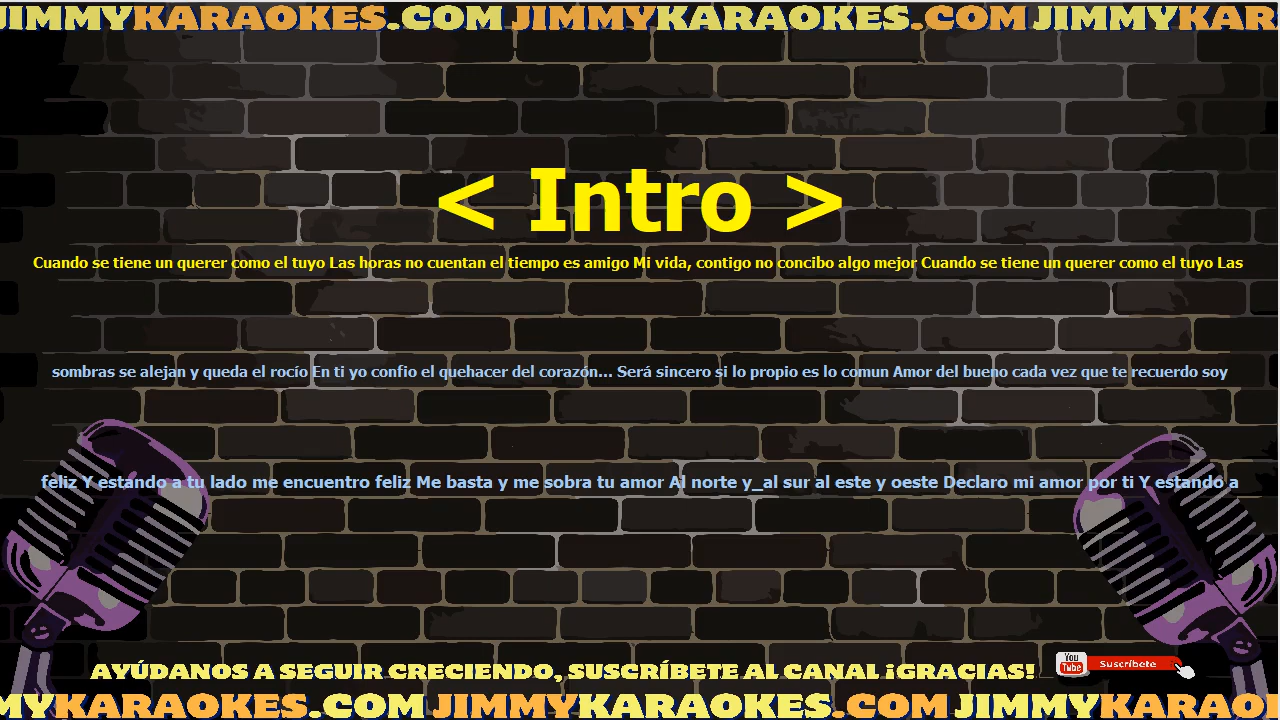 JIMMYKARAOKES.COM JIMMYKARAOKES.COM JIMMYKAR
< Intro >
Cuando se tiene un querer como el tuyo Las horas no cuentan el tiempo es amigo Mi vida, contigo no concibo algo mejor Cuando se tiene un querer como el tuyo Las
sombras se alejan y queda el rocío En ti yo confio el quehacer del corazón... Será sincero si lo propio es lo comun Amor del bueno cada vez que te recuerdo soy
feliz Y estando a tu lado me encuentro feliz Me basta y me sobra tu amor Al norte y_al sur al este y oeste Declaro mi amor por ti Y estando a
AYÚDANOS A SEGUIR CRECIENDO, SUSCRÍBETE AL CANAL ¡GRACIAS!
You Tube Suscríbete
MYKARAOKES.COM JIMMYKARAOKES.COM JIMMYKARAO